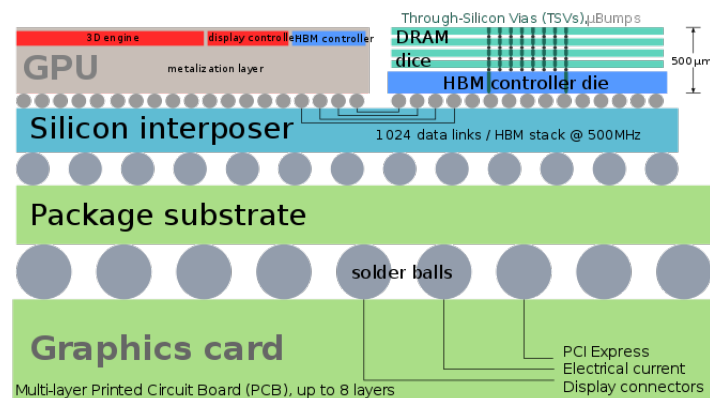 Through-Silicon Vias (TSVs),μBumps
3D engine
display controller
HBM controller
GPU
metalization layer
DRAM
dice
HBM controller die
500 μm
Silicon interposer
1024 data links / HBM stack @ 500MHz
Package substrate
solder balls
Graphics card
PCI Express
Electrical current
Display connectors
Multi-layer Printed Circuit Board (PCB), up to 8 layers